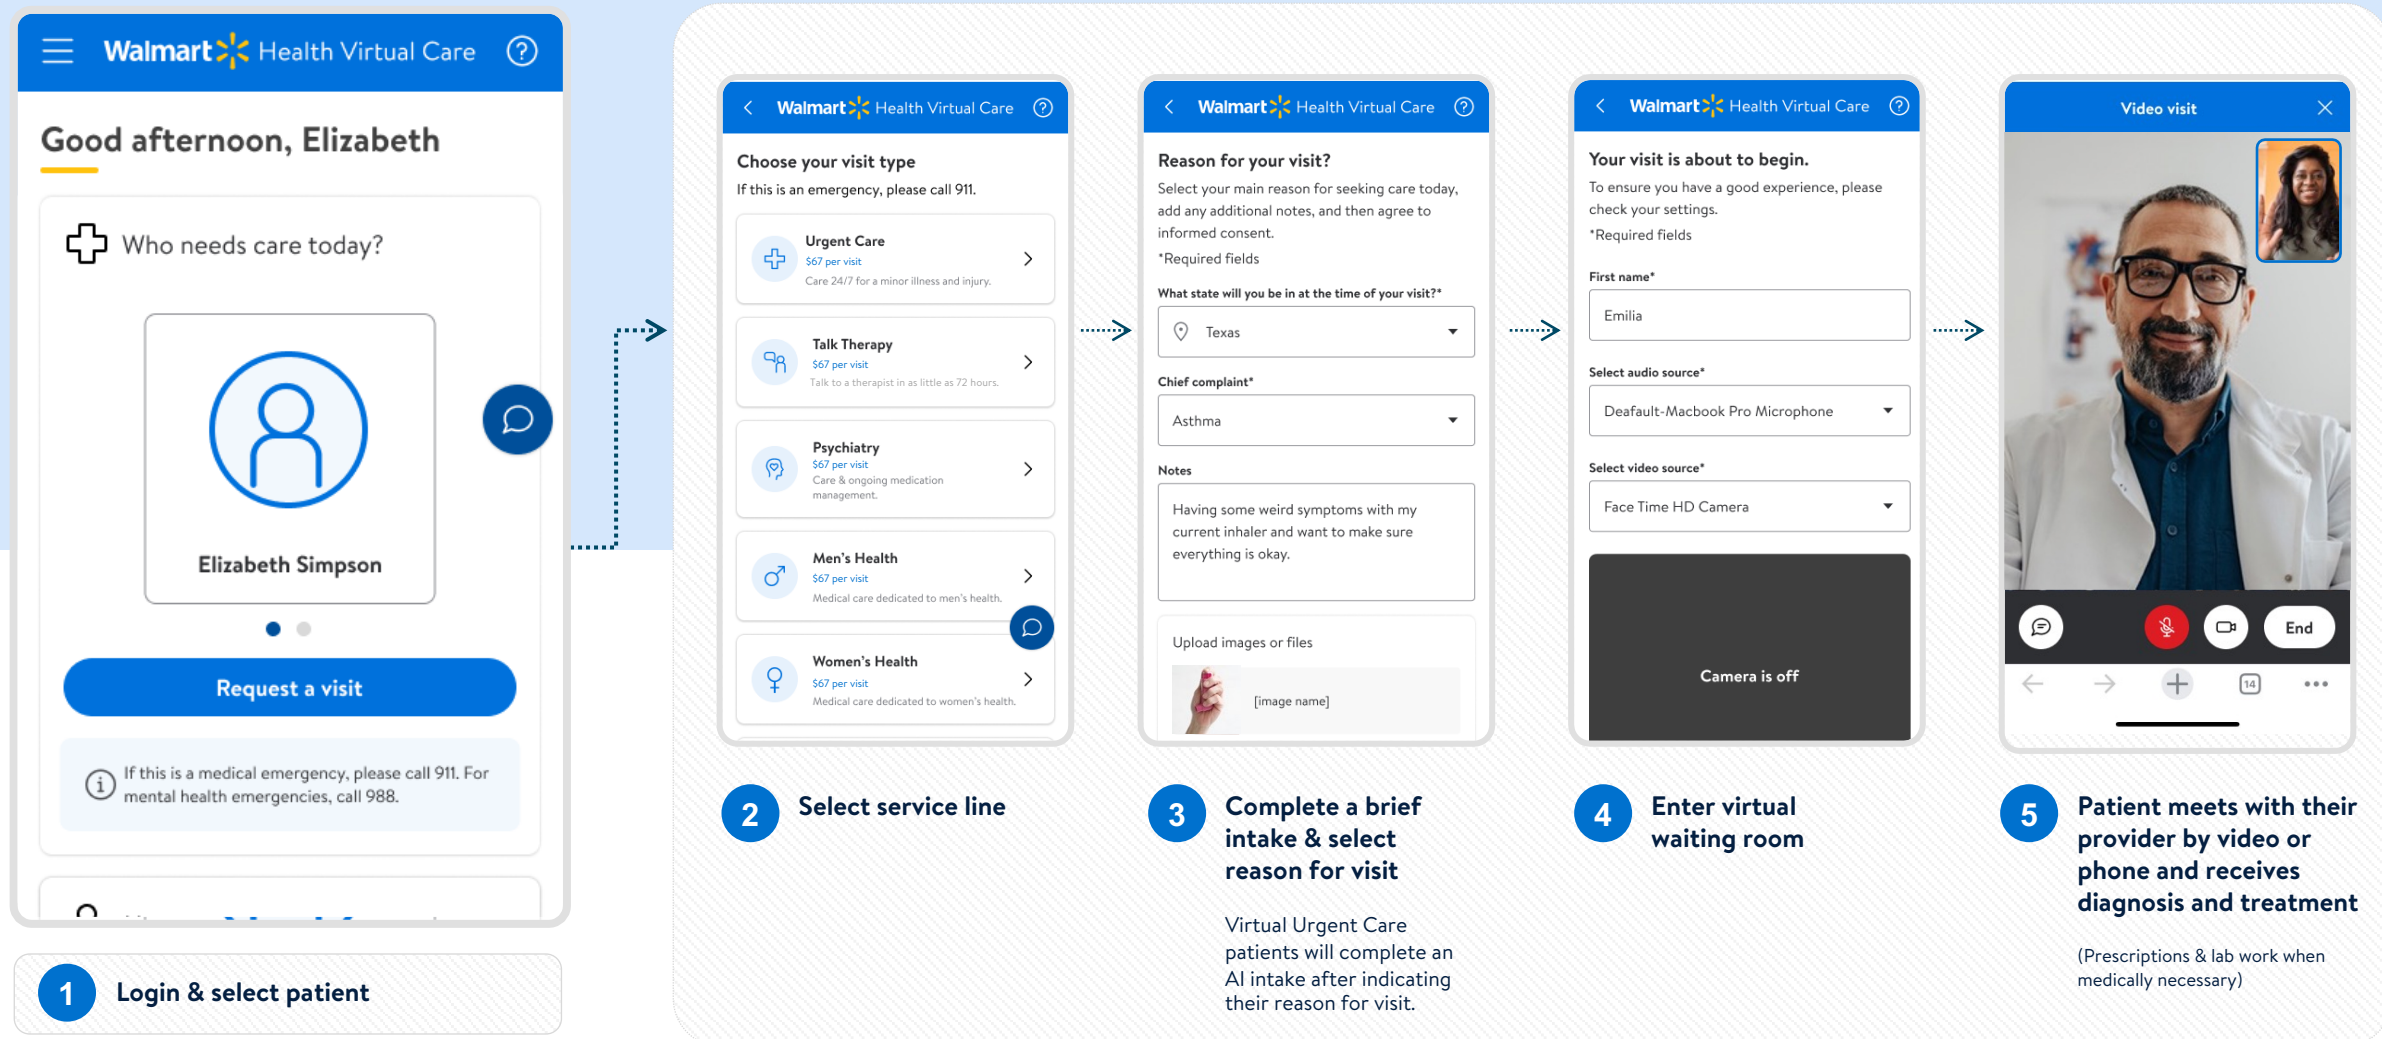 Walmart Health Virtual Care
Good afternoon, Elizabeth
Who needs care today?
Elizabeth Simpson
Request a visit
If this is a medical emergency, please call 911. For
mental health emergencies, call 988.
1
Login & select patient
Walmart Health Virtual Care
Choose your visit type
If this is an emergency, please call 911.
Urgent Care
$67 per visit
Care 24/7 for a minor illness and injury.
Talk Therapy
$67 per visit
Talk to a therapist in as little as 72 hours.
Psychiatry
$67 per visit
Care & ongoing medication
management.
Men's Health
$67 per visit
Medical care dedicated to men's health.
Women's Health
$67 per visit
Medical care dedicated to women's health.
2
Select service line
Walmart Health Virtual Care
Reason for your visit?
Select your main reason for seeking care today,
add any additional notes, and then agree to
informed consent.
*Required fields
What state will you be in at the time of your visit?*
Texas
Chief complaint*
Asthma
Notes
Having some weird symptoms with my
current inhaler and want to make sure
everything is okay.
Upload images or files
[image name]
3
Complete a brief
intake & select
reason for visit
Virtual Urgent Care
patients will complete an
AI intake after indicating
their reason for visit.
Walmart Health Virtual Care
Your visit is about to begin.
To ensure you have a good experience, please
check your settings.
*Required fields
First name*
Emilia
Select audio source*
Deafault-Macbook Pro Microphone
Select video source*
Face Time HD Camera
Camera is off
4
Enter virtual
waiting room
Video visit
End
14
5
Patient meets with their
provider by video or
phone and receives
diagnosis and treatment
(Prescriptions & lab work when
medically necessary)